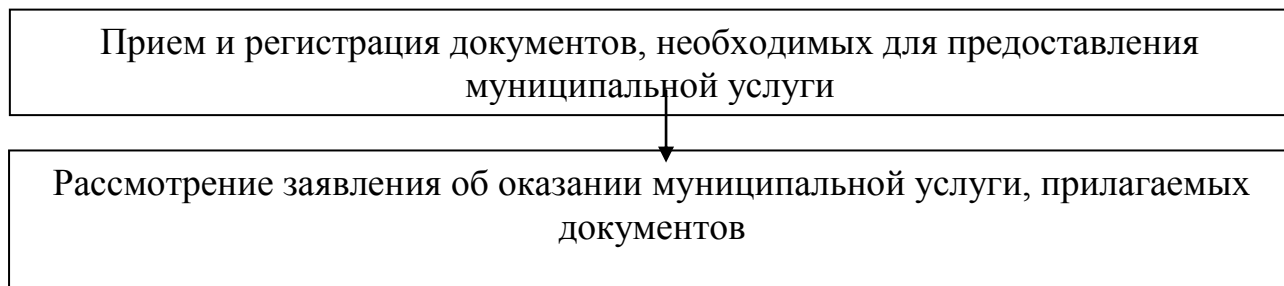 Прием и регистрация документов, необходимых для предоставления
муниципальной услуги
Рассмотрение заявления об оказании муниципальной услуги, прилагаемых
документов